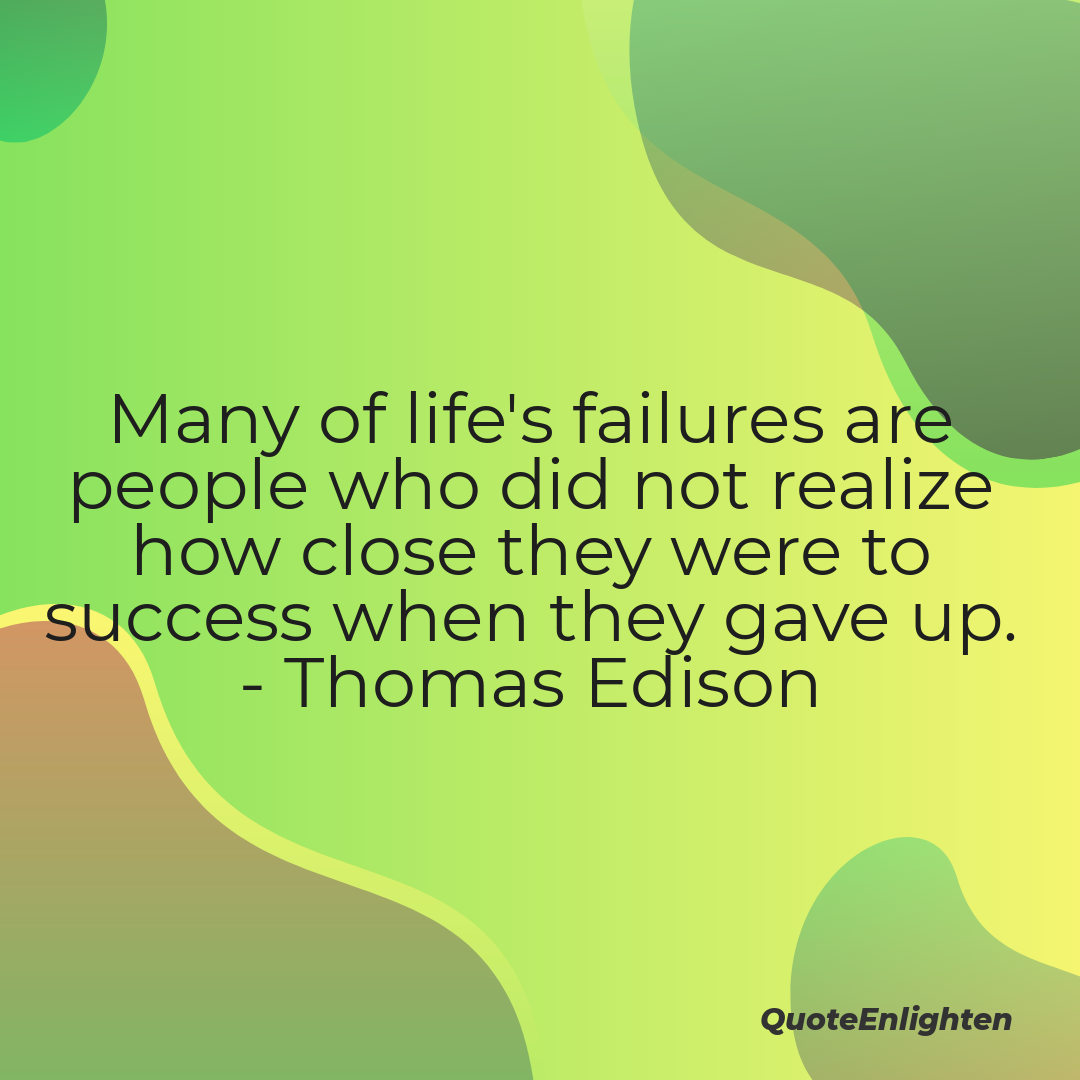 Many of life's failures are
people who did not realize
how close they were to
success when they gave up.
- Thomas Edison
QuoteEnlighten